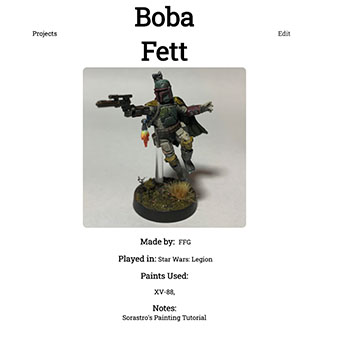 Boba
Fett
Projects
Edit
Made by: FFG
Played in: Star Wars: Legion
Paints Used:
XV-88,
Notes:
Sorastro's Painting Tutorial